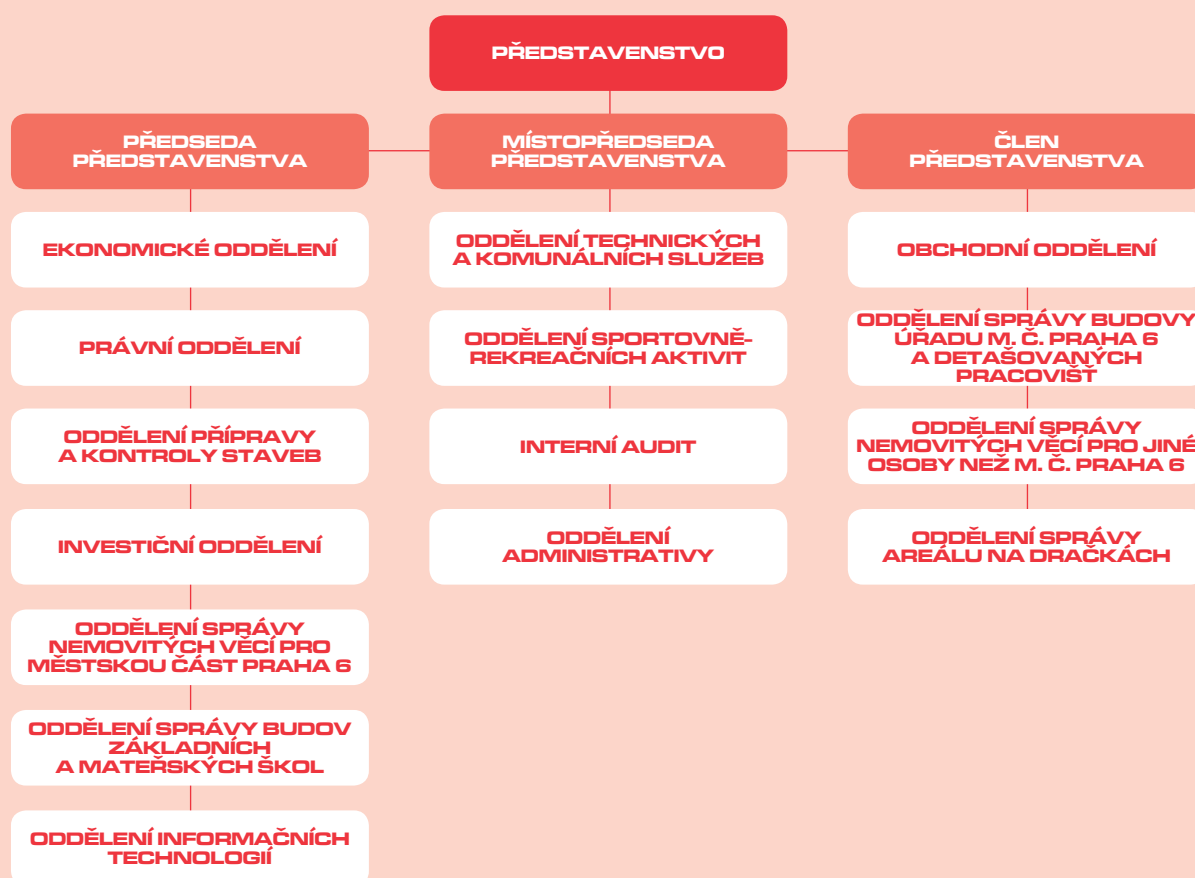 PŘEDSTAVENSTVO
PŘEDSEDA
PŘEDSTAVENSTVA
MÍSTOPŘEDSEDA
PŘEDSTAVENSTVA
ČLEN
PŘEDSTAVENSTVA
EKONOMICKÉ ODDĚLENÍ
PRÁVNÍ ODDĚLENÍ
ODDĚLENÍ PŘÍPRAVY
A KONTROLY STAVEB
INVESTIČNÍ ODDĚLENÍ
ODDĚLENÍ SPRÁVY
NEMOVITÝCH VĚCÍ PRO
MĚSTSKOU ČÁST PRAHA 6
ODDĚLENÍ SPRÁVY BUDOV
ZÁKLADNÍCH
A MATEŘSKÝCH ŠKOL
ODDĚLENÍ INFORMAČNÍCH
TECHNOLOGIÍ
ODDĚLENÍ TECHNICKÝCH
A KOMUNÁLNÍCH SLUŽEB
ODDĚLENÍ SPORTOVNĚ-
REKREAČNÍCH AKTIVIT
INTERNÍ AUDIT
ODDĚLENÍ
ADMINISTRATIVY
OBCHODNÍ ODDĚLENÍ
ODDĚLENÍ SPRÁVY BUDOVY
ÚŘADU M. Č. PRAHA 6
A DETAŠOVANÝCH
PRACOVIŠŤ
ODDĚLENÍ SPRÁVY
NEMOVITÝCH VĚCÍ PRO JINÉ
OSOBY NEŽ M. Č. PRAHA 6
ODDĚLENÍ SPRÁVY
AREÁLU NA DRAČKÁCH